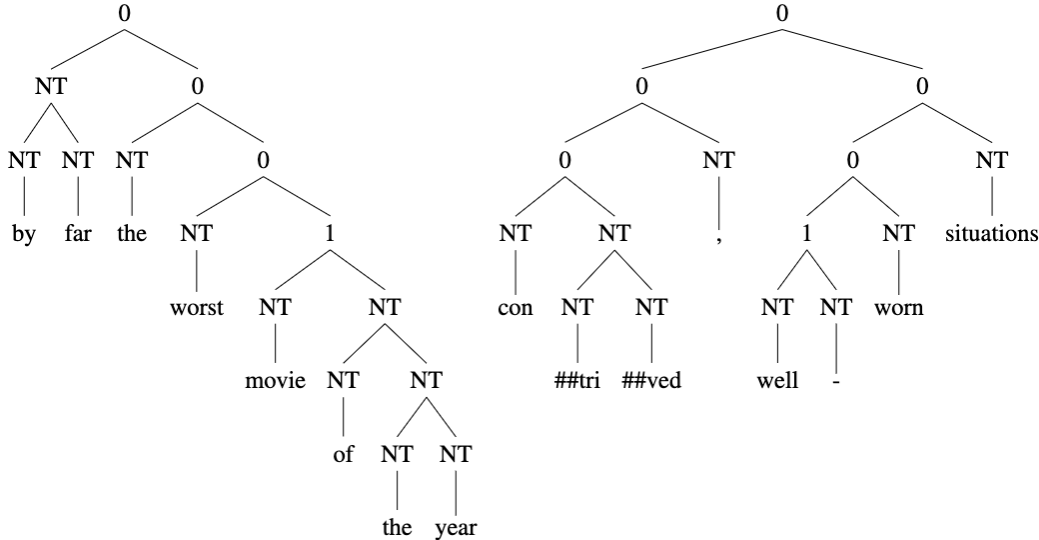 0 0
NT 0 0 0
NT NT NT 0 0 NT 0 NT
by far the NT 1 NT NT , 1 NT situations
worst NT NT con NT NT NT NT worn
movie NT NT ##tri ##ved well -
of NT NT
the year